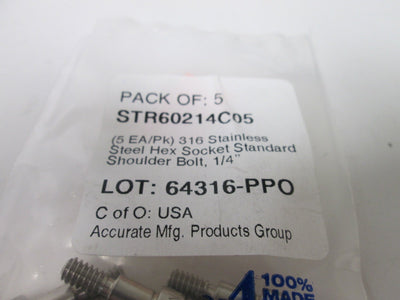 PACK OF: 5
STR60214C05
(5 EA/Pk) 316 Stainless
Steel Hex Socket Standard
Shoulder Bolt, 1/4"
LOT: 64316-PPO
C of O: USA
Accurate Mfg. Products Group
100%
MADE